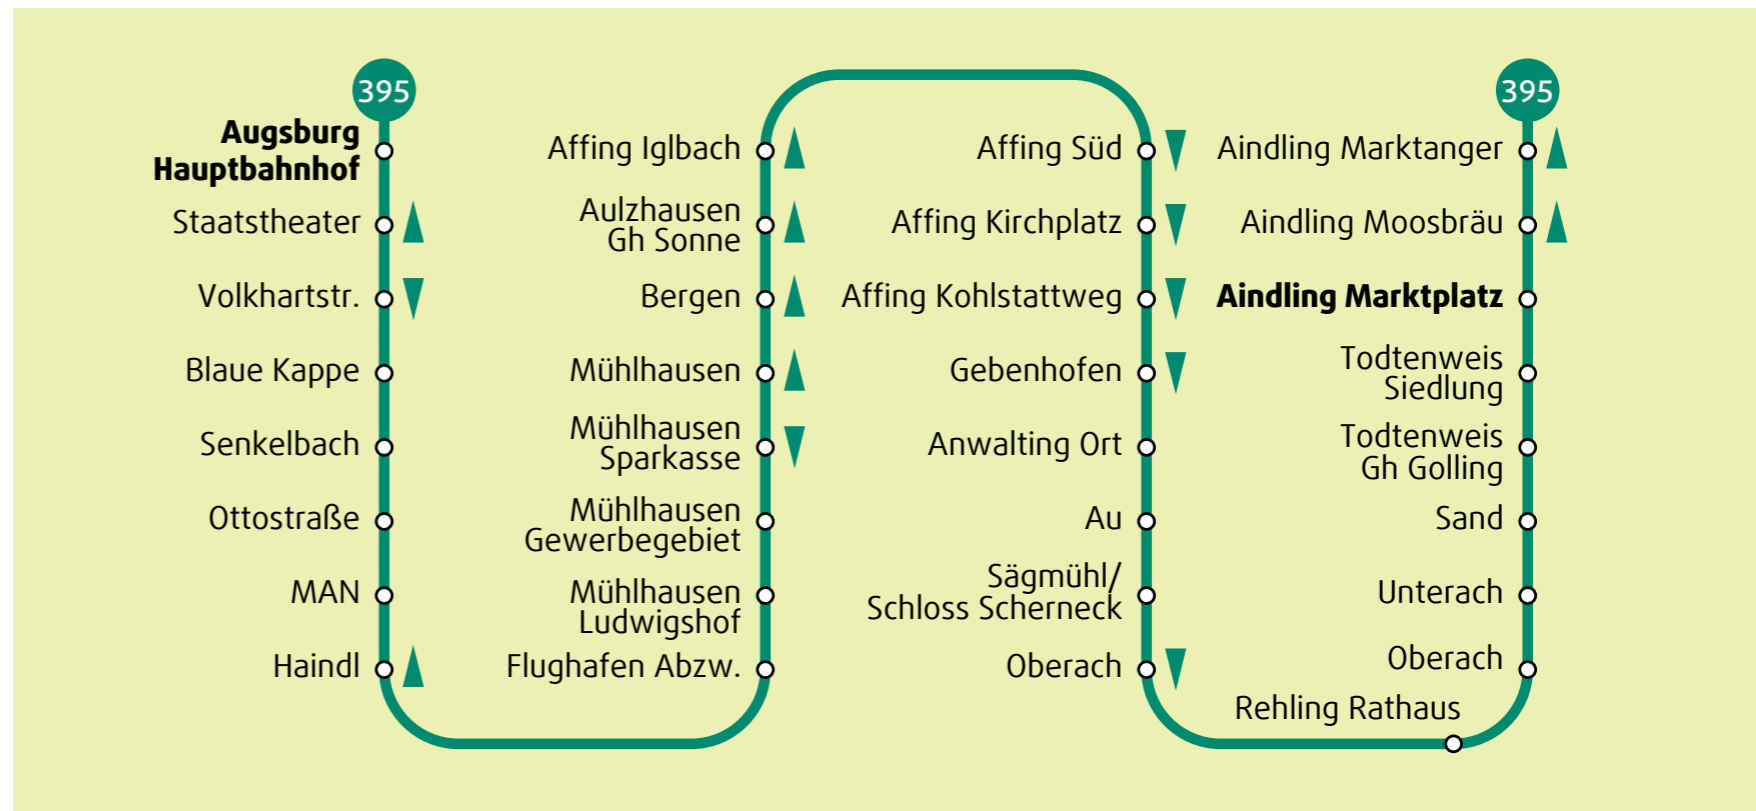 395
Augsburg
Hauptbahnhof
Staatstheater
Volkhartstr.
Blaue Kappe
Senkelbach
Ottostraße
MAN
Haindl
Affing Iglbach
Aulzhausen
Gh Sonne
Bergen
Mühlhausen
Mühlhausen
Sparkasse
Mühlhausen
Gewerbegebiet
Mühlhausen
Ludwigshof
Flughafen Abzw.
Affing Süd
Affing Kirchplatz
Affing Kohlstattweg
Gebenhofen
Anwalting Ort
Au
Sägmühl/
Schloss Scherneck
Oberach
395
Aindling Marktanger
Aindling Moosbräu
Aindling Marktplatz
Todtenweis
Siedlung
Todtenweis
Gh Golling
Sand
Unterach
Oberach
Rehling Rathaus